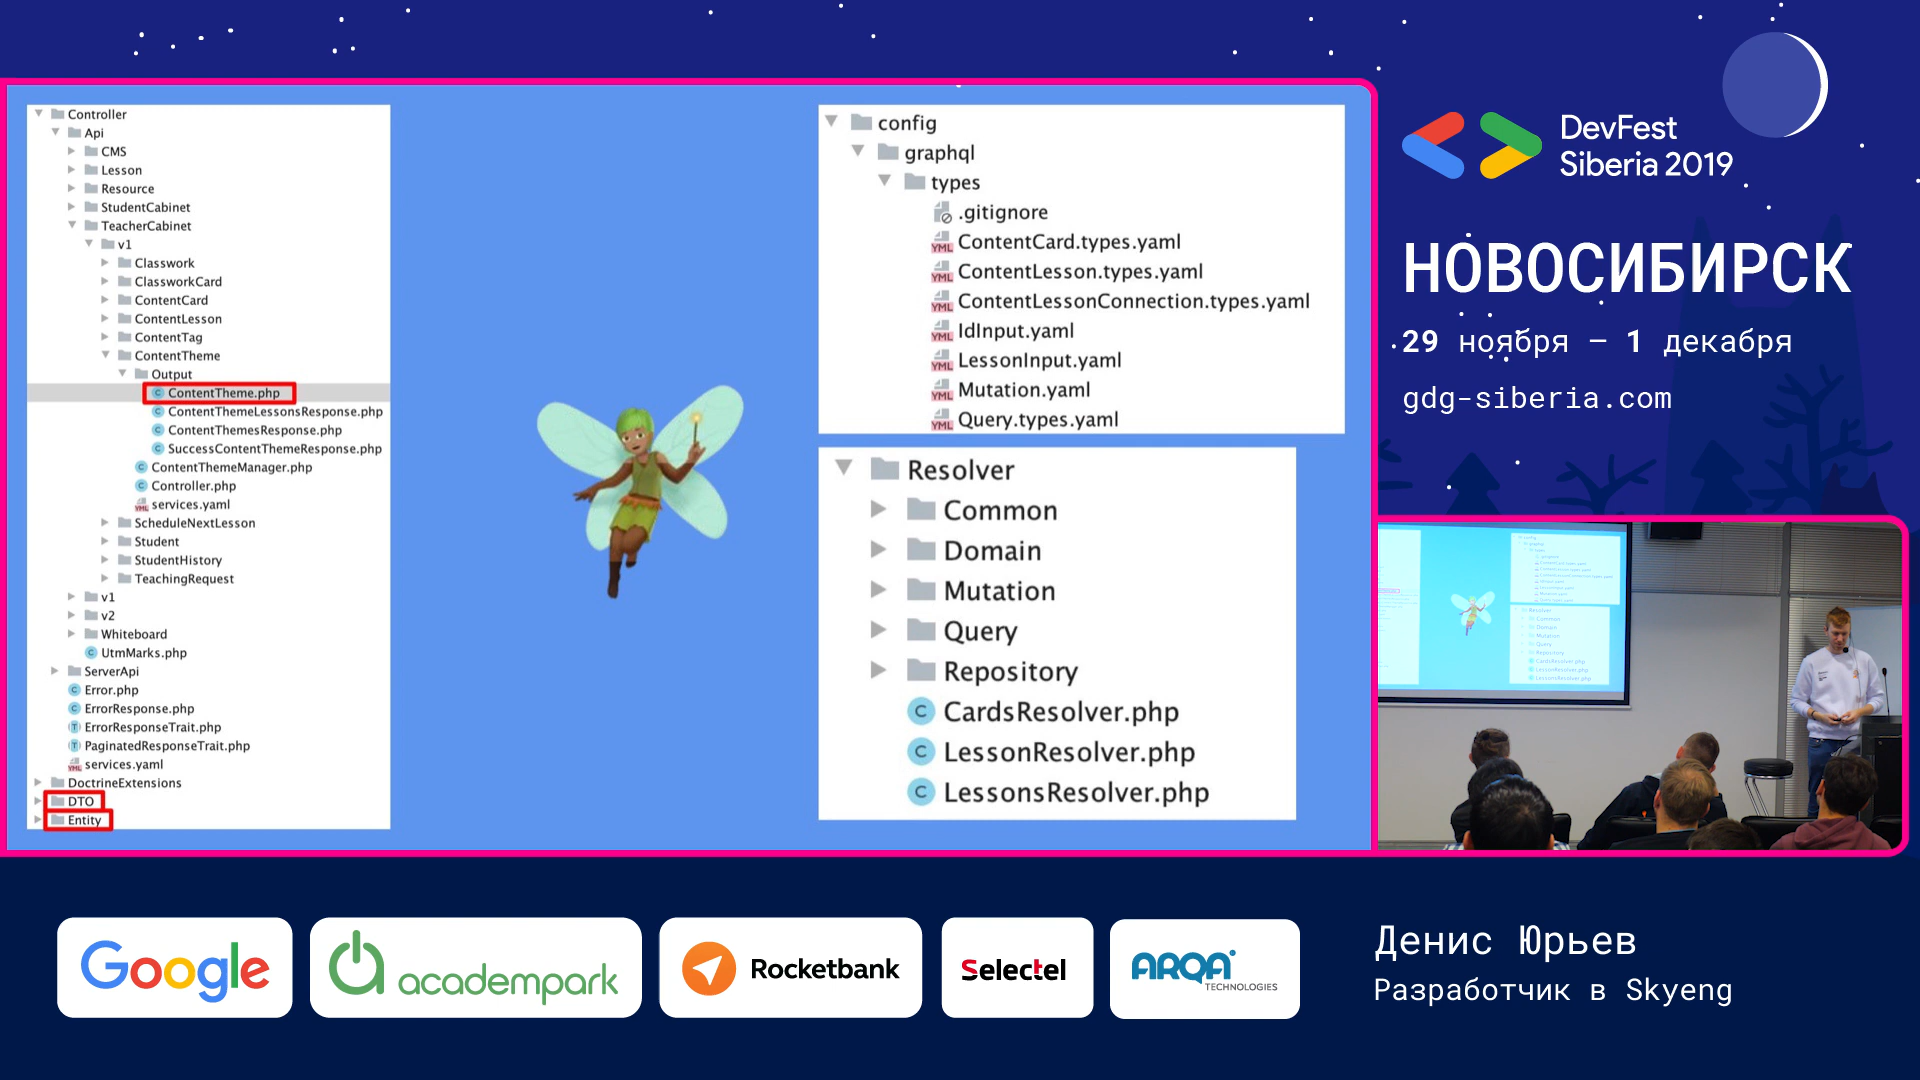 Controller
Api
CMS
Lesson
Resource
StudentCabinet
TeacherCabinet
v1
Classwork
ClassworkCard
ContentCard
ContentLesson
ContentTag
ContentTheme
Output
ContentTheme.php
ContentThemeLessonsResponse.php
ContentThemesResponse.php
SuccessContentThemeResponse.php
ContentThemeManager.php
Controller.php
services.yaml
ScheduleNextLesson
Student
StudentHistory
TeachingRequest
v1
v2
Whiteboard
UtmMarks.php
ServerApi
Error.php
ErrorResponse.php
ErrorResponseTrait.php
PaginatedResponseTrait.php
services.yaml
DoctrineExtensions
DTO
Entity
config
graphql
types
.gitignore
ContentCard.types.yaml
ContentLesson.types.yaml
ContentLessonConnection.types.yaml
IdInput.yaml
LessonInput.yaml
Mutation.yaml
Query.types.yaml
Resolver
Common
Domain
Mutation
Query
Repository
CardsResolver.php
LessonResolver.php
LessonsResolver.php
DevFest
Siberia 2019
НОВОСИБИРСК
29 ноября – 1 декабря
gdg-siberia.com
Google
academpark
Rocketbank
Selectel
ARQA
TECHNOLOGIES
Денис Юрьев
Разработчик в Skyeng